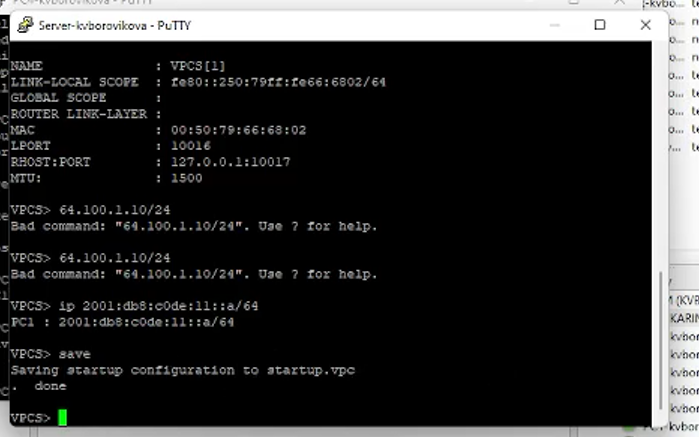 Server-kvborovikova - PuTTY
NAME : VPCS[1]
LINK-LOCAL SCOPE : fe80::250:79ff:fe66:6802/64
GLOBAL SCOPE :
ROUTER LINK-LAYER :
MAC : 00:50:79:66:68:02
LPORT : 10016
RHOST:PORT : 127.0.0.1:10017
MTU: : 1500
VPCS> 64.100.1.10/24
Bad command: "64.100.1.10/24". Use ? for help.
VPCS> 64.100.1.10/24
Bad command: "64.100.1.10/24". Use ? for help.
VPCS> ip 2001:db8:c0de:11::a/64
PC1 : 2001:db8:c0de:11::a/64
VPCS> save
Saving startup configuration to startup.vpc
. done
VPCS>